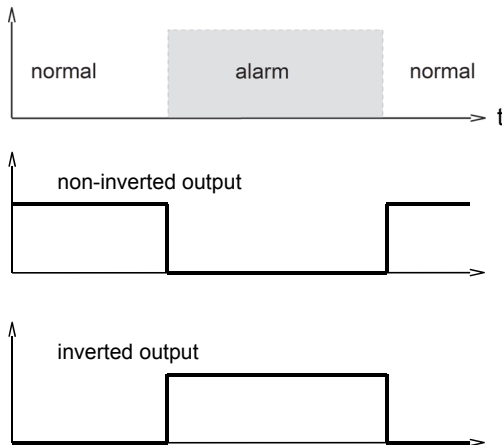 normal alarm normal
t
non-inverted output
inverted output